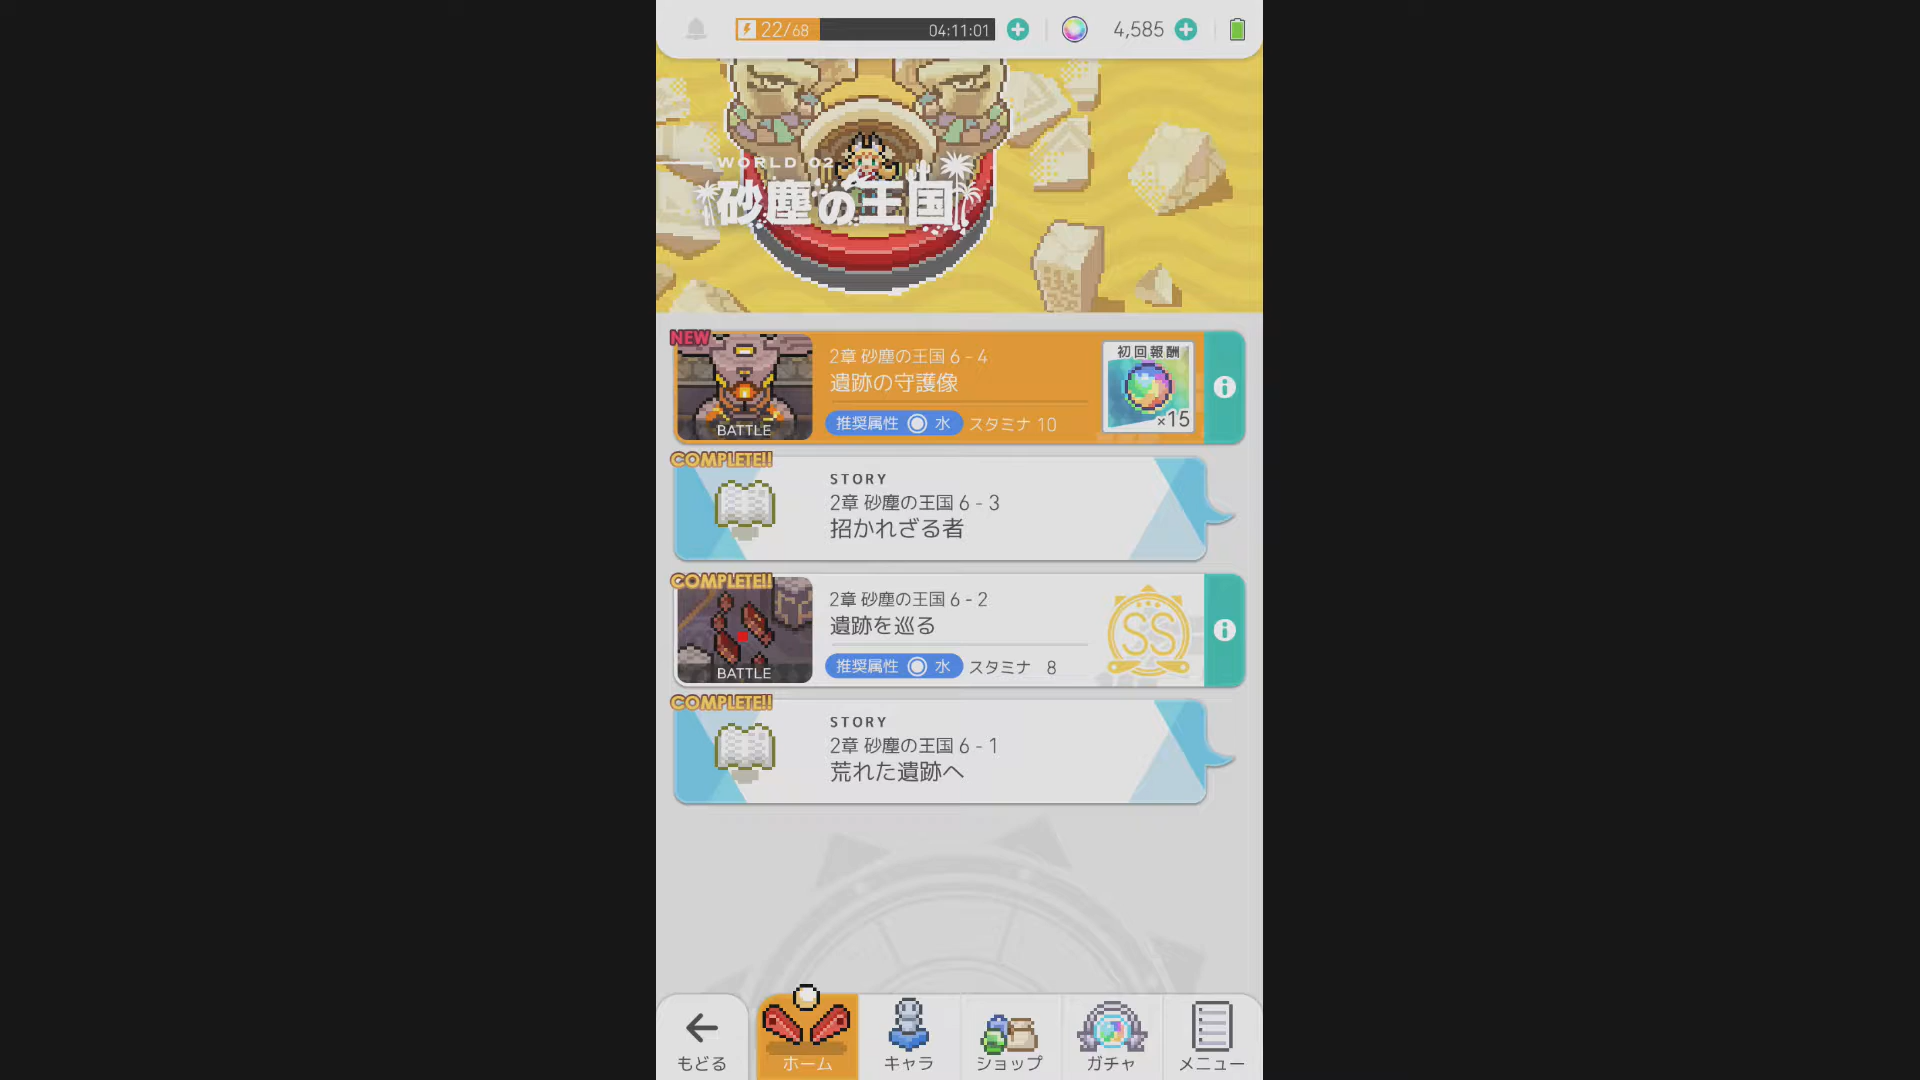 22/68
04:11:01
4,585
WORLD 02
砂塵の王国
NEW
2章 砂塵の王国 6 - 4
遺跡の守護像
推奨属性 水 スタミナ 10
BATTLE
初回報酬
×15
COMPLETE!!
STORY
2章 砂塵の王国 6 - 3
招かれざる者
COMPLETE!!
2章 砂塵の王国 6 - 2
遺跡を巡る
推奨属性 水 スタミナ 8
BATTLE
SS
COMPLETE!!
STORY
2章 砂塵の王国 6 - 1
荒れた遺跡へ
もどる
ホーム
キャラ
ショップ
ガチャ
メニュー